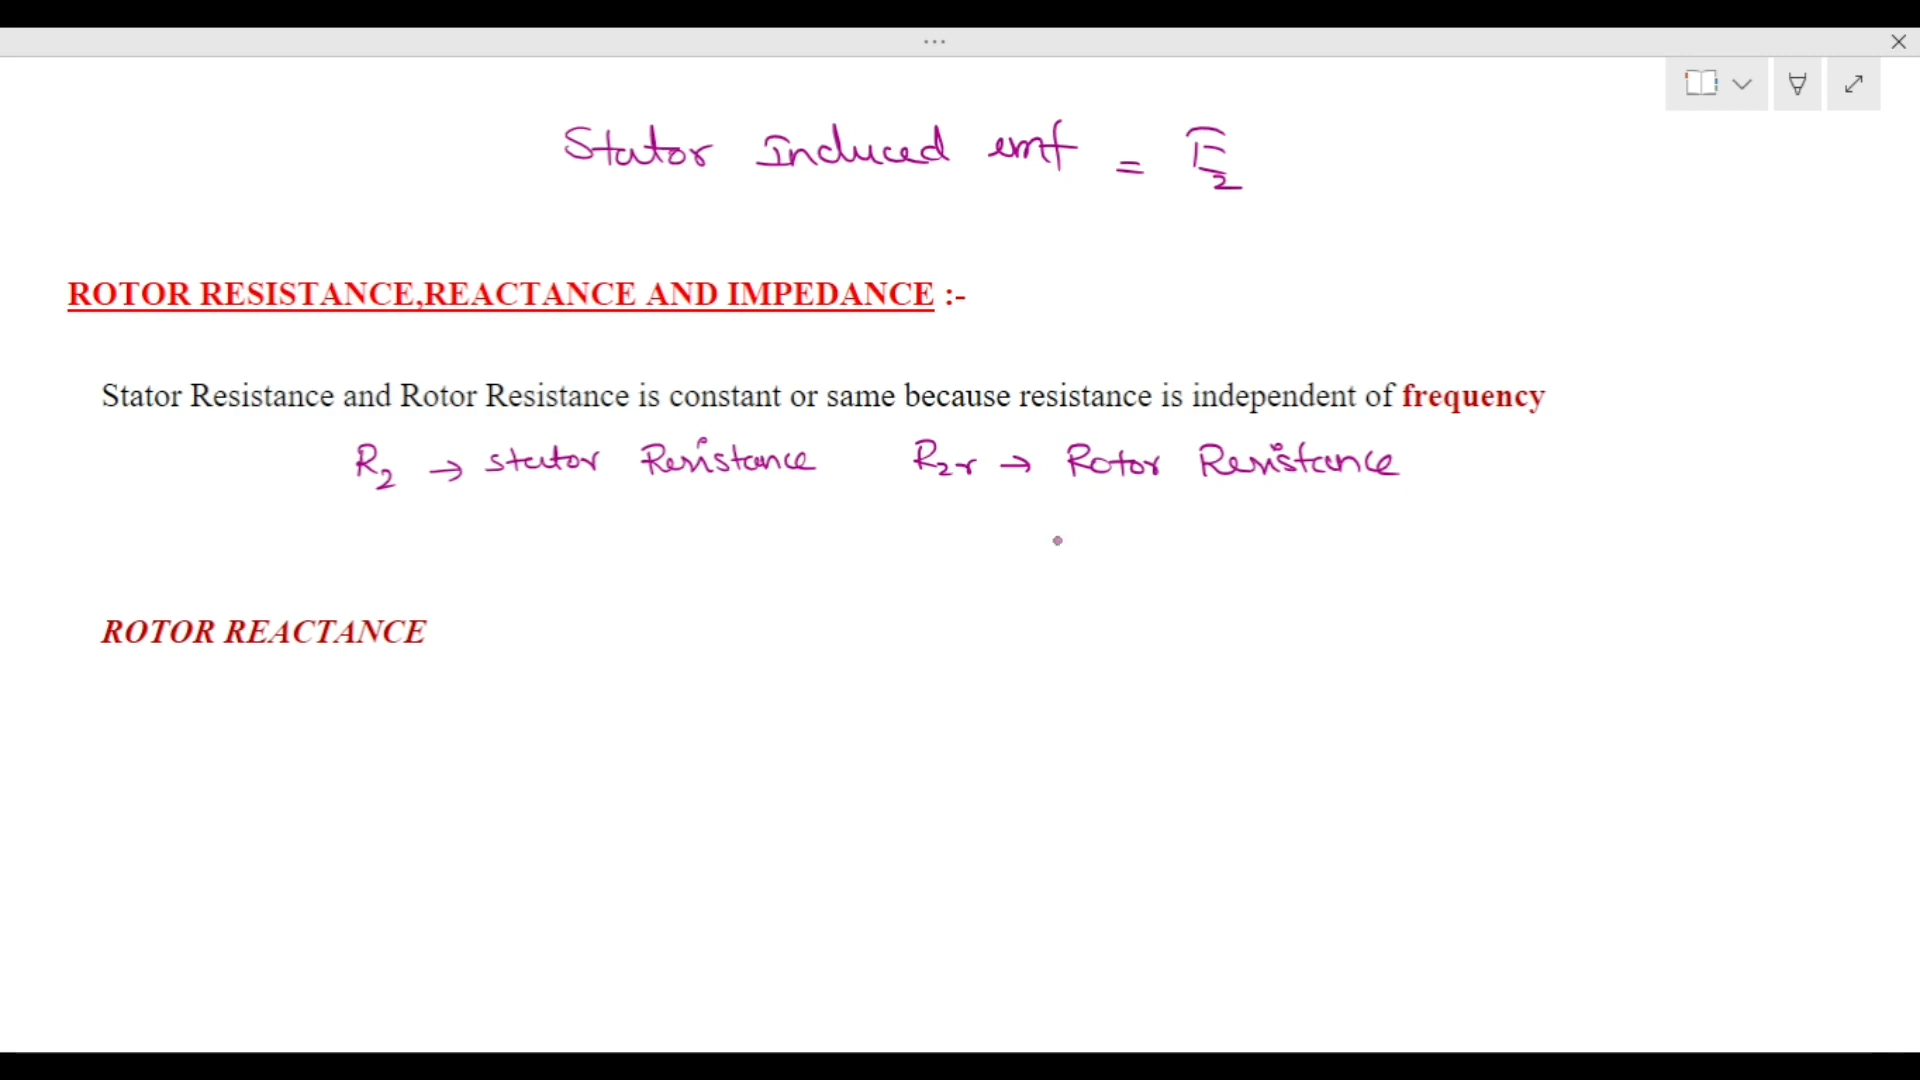 Stator Induced emf = E2
ROTOR RESISTANCE,REACTANCE AND IMPEDANCE :-
Stator Resistance and Rotor Resistance is constant or same because resistance is independent of frequency
R2 → stator Resistance R2r → Rotor Resistance
ROTOR REACTANCE